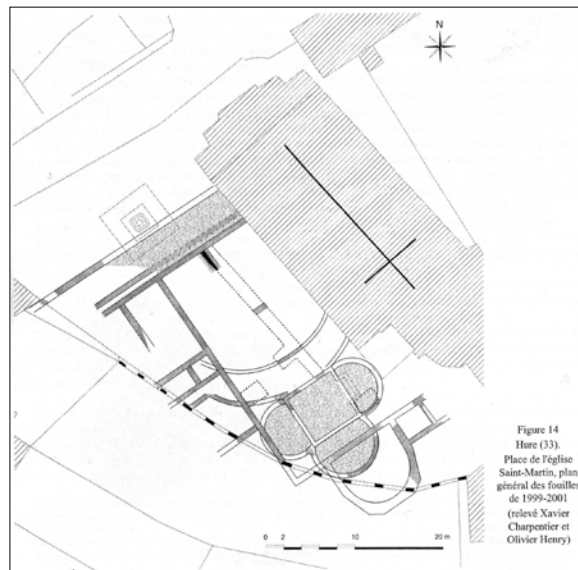 N
Figure 14
Hure (33).
Place de l'église
Saint-Martin, plan
général des fouilles
de 1999-2001
(relevé Xavier
Charpentier et
Olivier Henry)
0 2 10 20 m